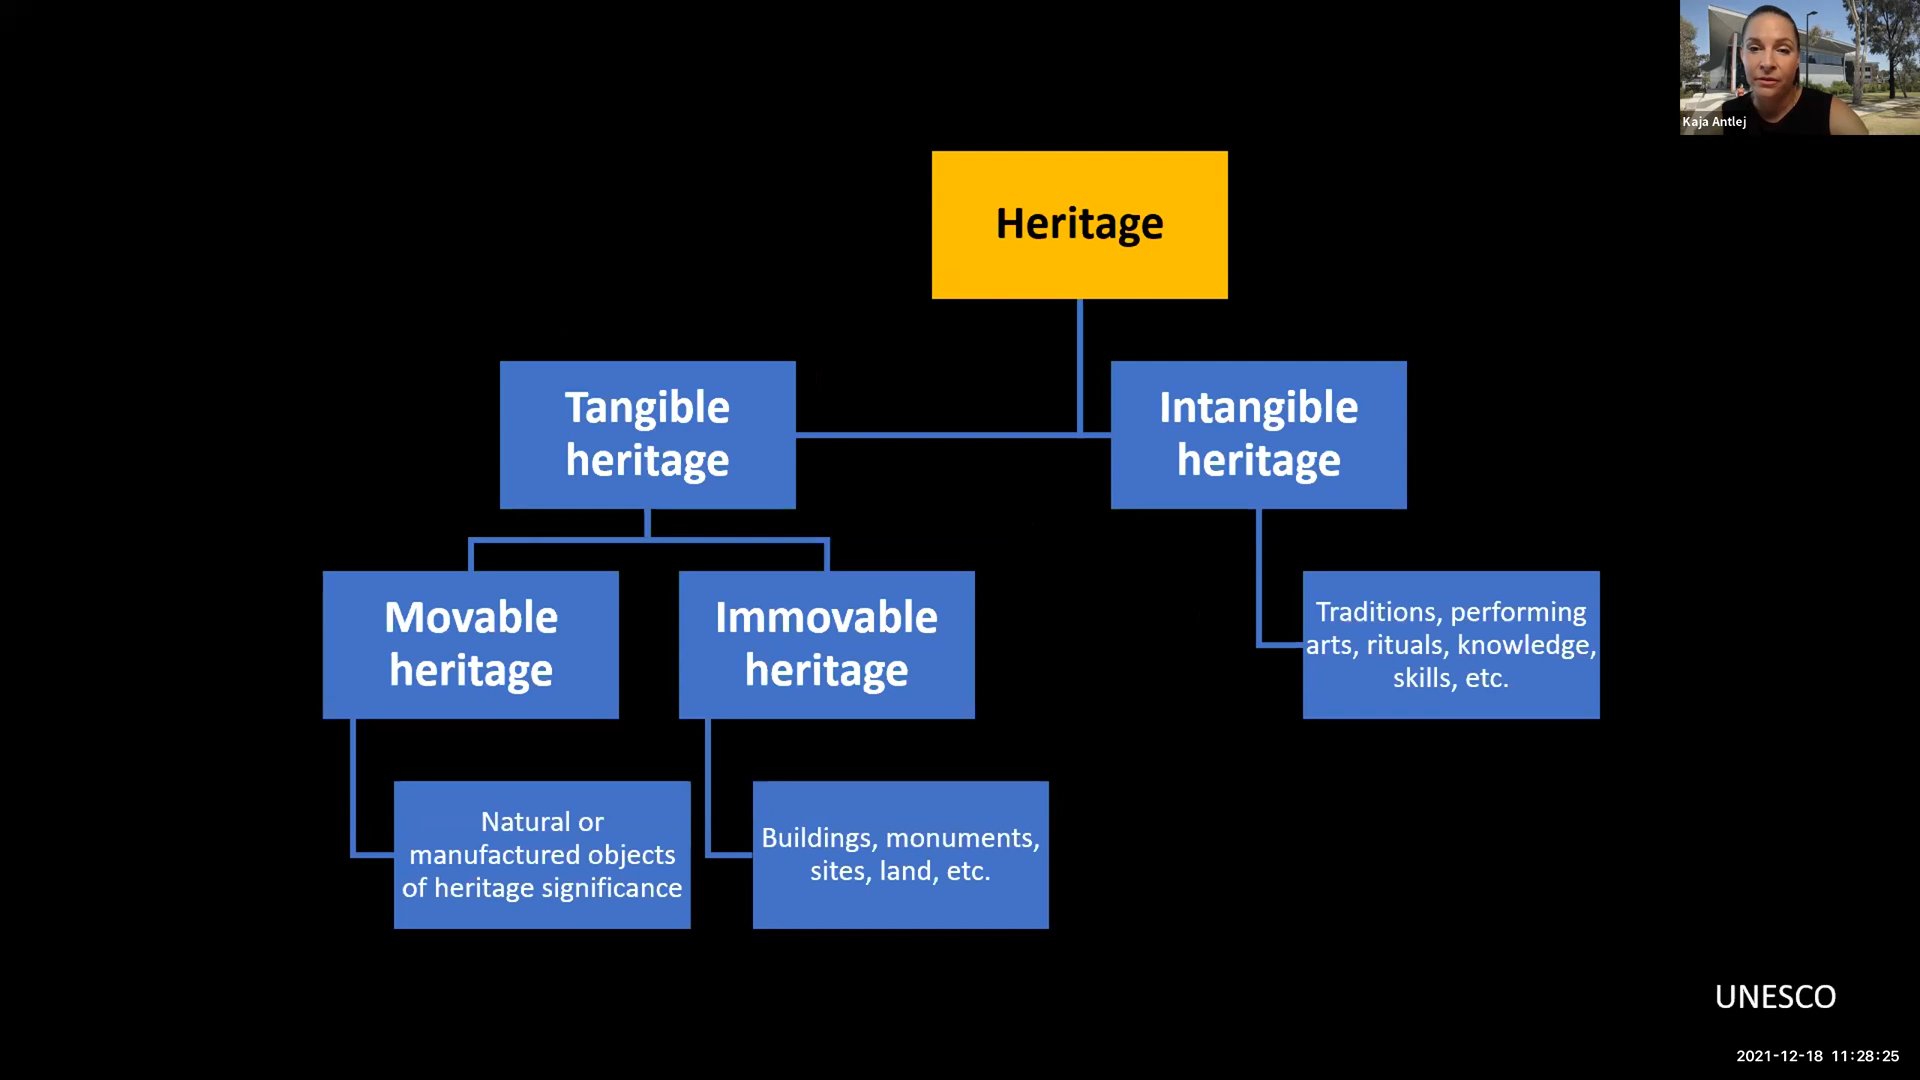 Kaja Antlej
Heritage
Tangible
heritage
Intangible
heritage
Movable
heritage
Immovable
heritage
Traditions, performing
arts, rituals, knowledge,
skills, etc.
Natural or
manufactured objects
of heritage significance
Buildings, monuments,
sites, land, etc.
UNESCO
2021-12-18 11:28:25